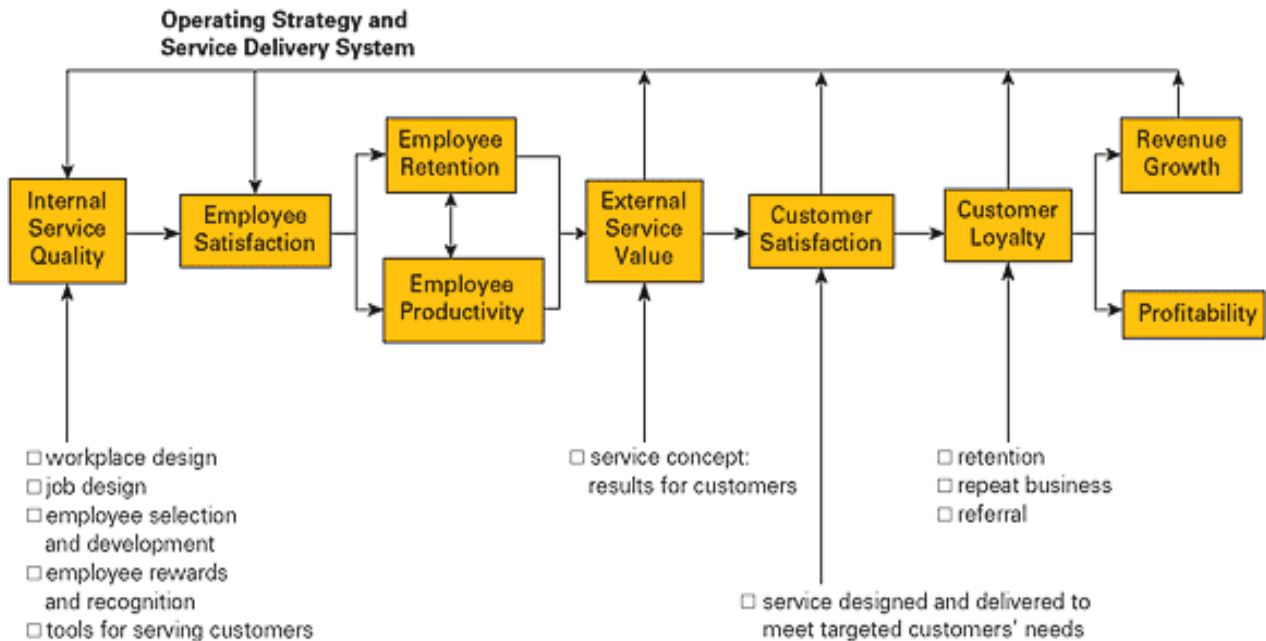 Operating Strategy and
Service Delivery System
Internal
Service
Quality
Employee
Satisfaction
Employee
Retention
Employee
Productivity
External
Service
Value
Customer
Satisfaction
Customer
Loyalty
Revenue
Growth
Profitability
□ workplace design
□ job design
□ employee selection
and development
□ employee rewards
and recognition
□ tools for serving customers
□ service concept:
results for customers
□ service designed and delivered to
meet targeted customers' needs
□ retention
□ repeat business
□ referral